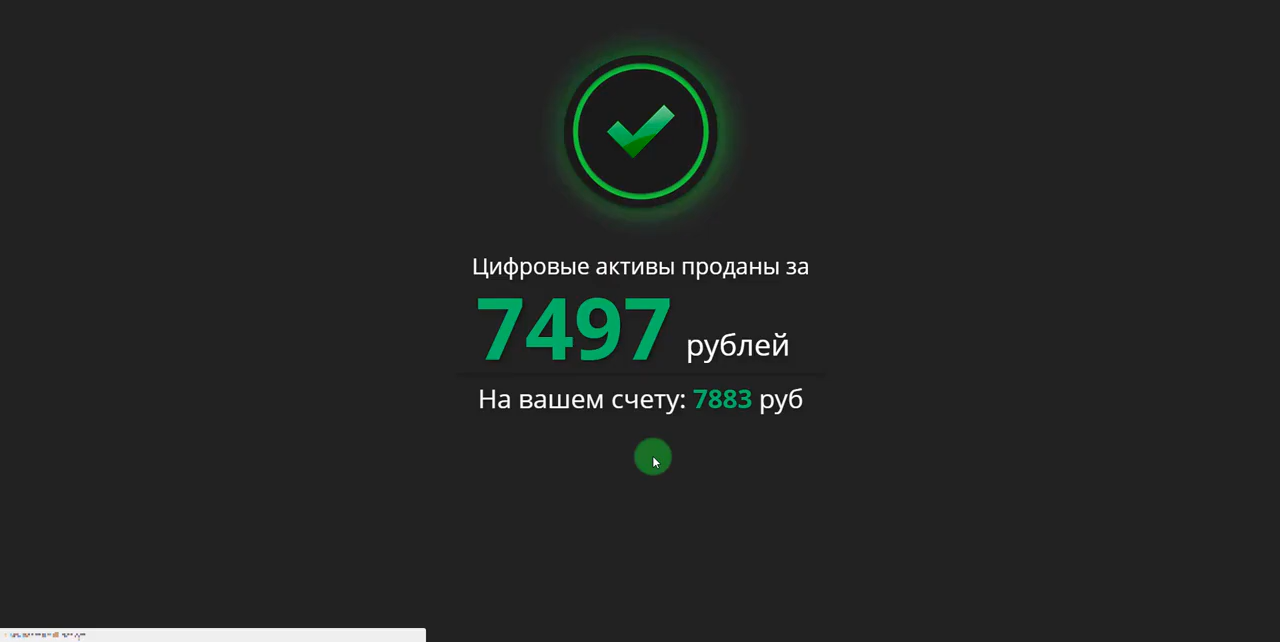 Цифровые активы проданы за
7497 рублей
На вашем счету: 7883 руб